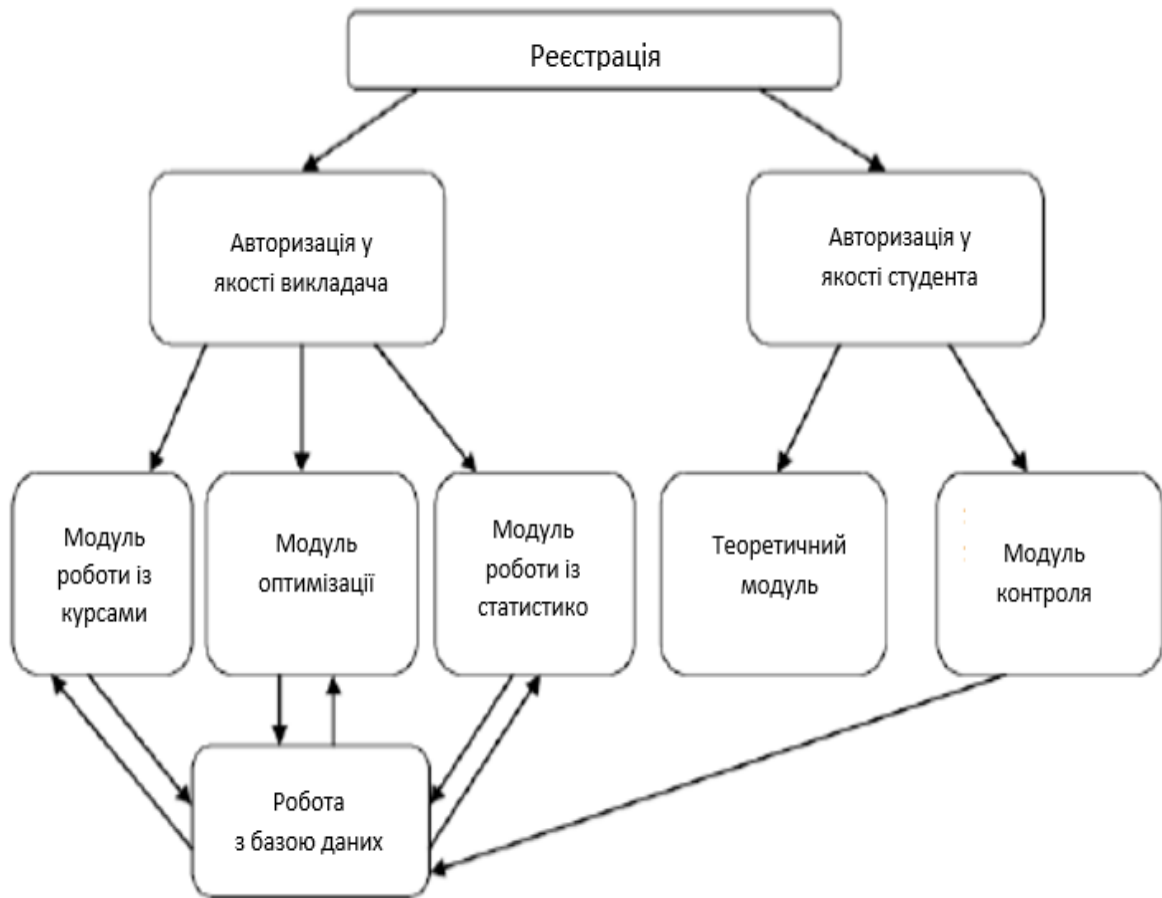 Реєстрація
Авторизація у
якості викладача
Авторизація у
якості студента
Модуль
роботи із
курсами
Модуль
оптимізації
Модуль
роботи із
статистико
Теоретичний
модуль
Модуль
контроля
Робота
з базою даних